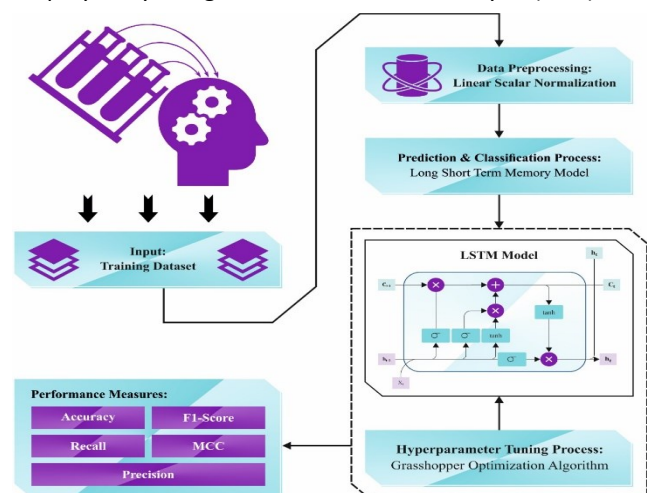 Data Preprocessing:
Linear Scalar Normalization
Prediction & Classification Process:
Long Short Term Memory Model
Input:
Training Dataset
LSTM Model
tanh
σ
σ
tanh
σ
Performance Measures:
Accuracy
F1-Score
Recall
MCC
Precision
Hyperparameter Tuning Process:
Grasshopper Optimization Algorithm